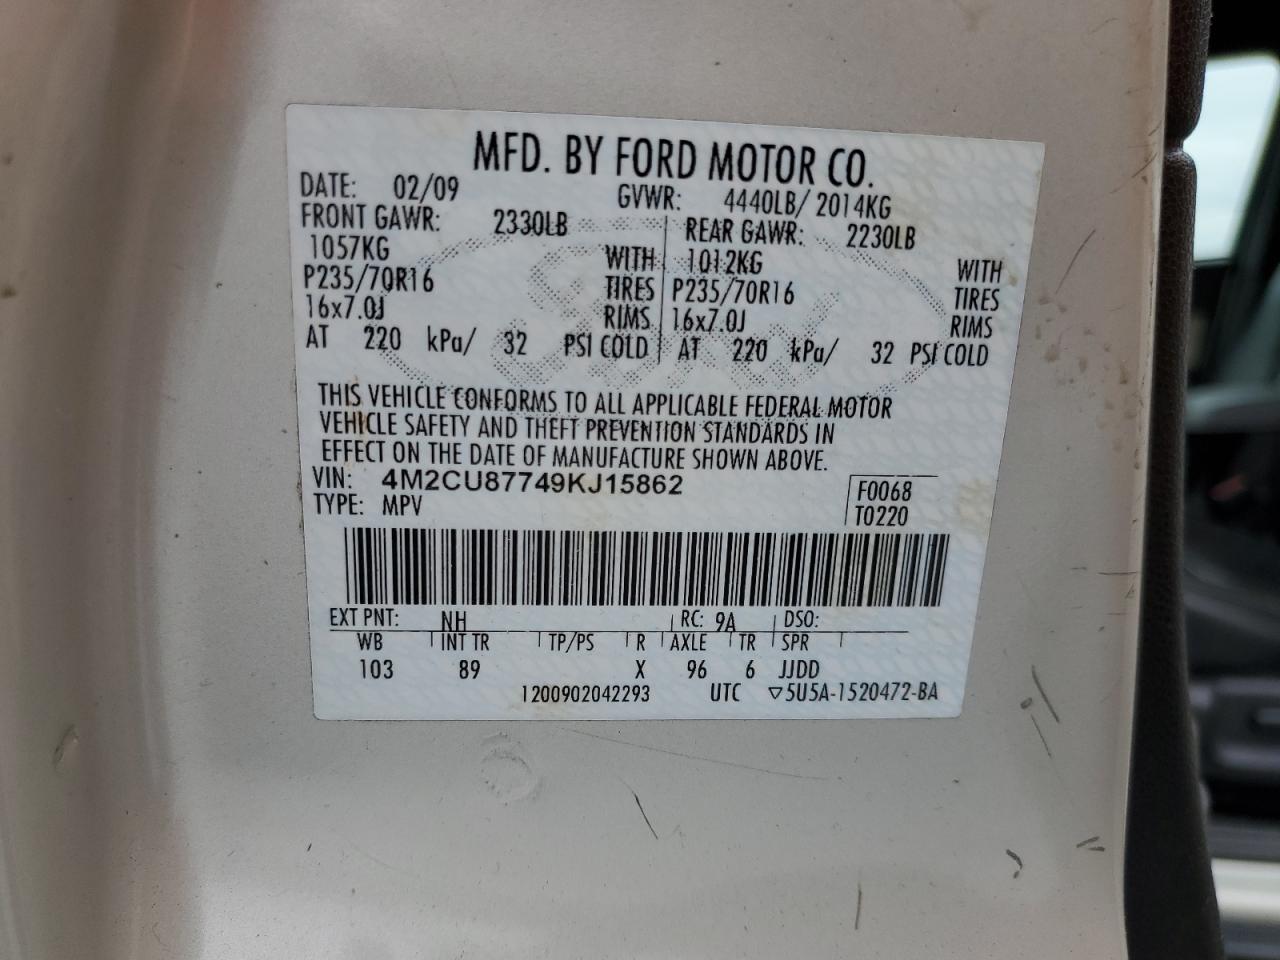 MFD. BY FORD MOTOR CO.
DATE: 02/09 GVWR: 4440LB/ 2014KG
FRONT GAWR: 2330LB REAR GAWR: 2230LB
1057KG WITH 1012KG WITH
P235/70R16 TIRES P235/70R16 TIRES
16x7.0J RIMS 16x7.0J RIMS
AT 220 kPa/ 32 PSI COLD AT 220 kPa/ 32 PSI COLD
THIS VEHICLE CONFORMS TO ALL APPLICABLE FEDERAL MOTOR
VEHICLE SAFETY AND THEFT PREVENTION STANDARDS IN
EFFECT ON THE DATE OF MANUFACTURE SHOWN ABOVE.
VIN: 4M2CU87749KJ15862 F0068
TYPE: MPV T0220
EXT PNT: NH RC: 9A DSO:
WB INT TR TP/PS R AXLE TR SPR
103 89 X 96 6 JJDD
1200902042293 UTC ▽5U5A-1520472-BA